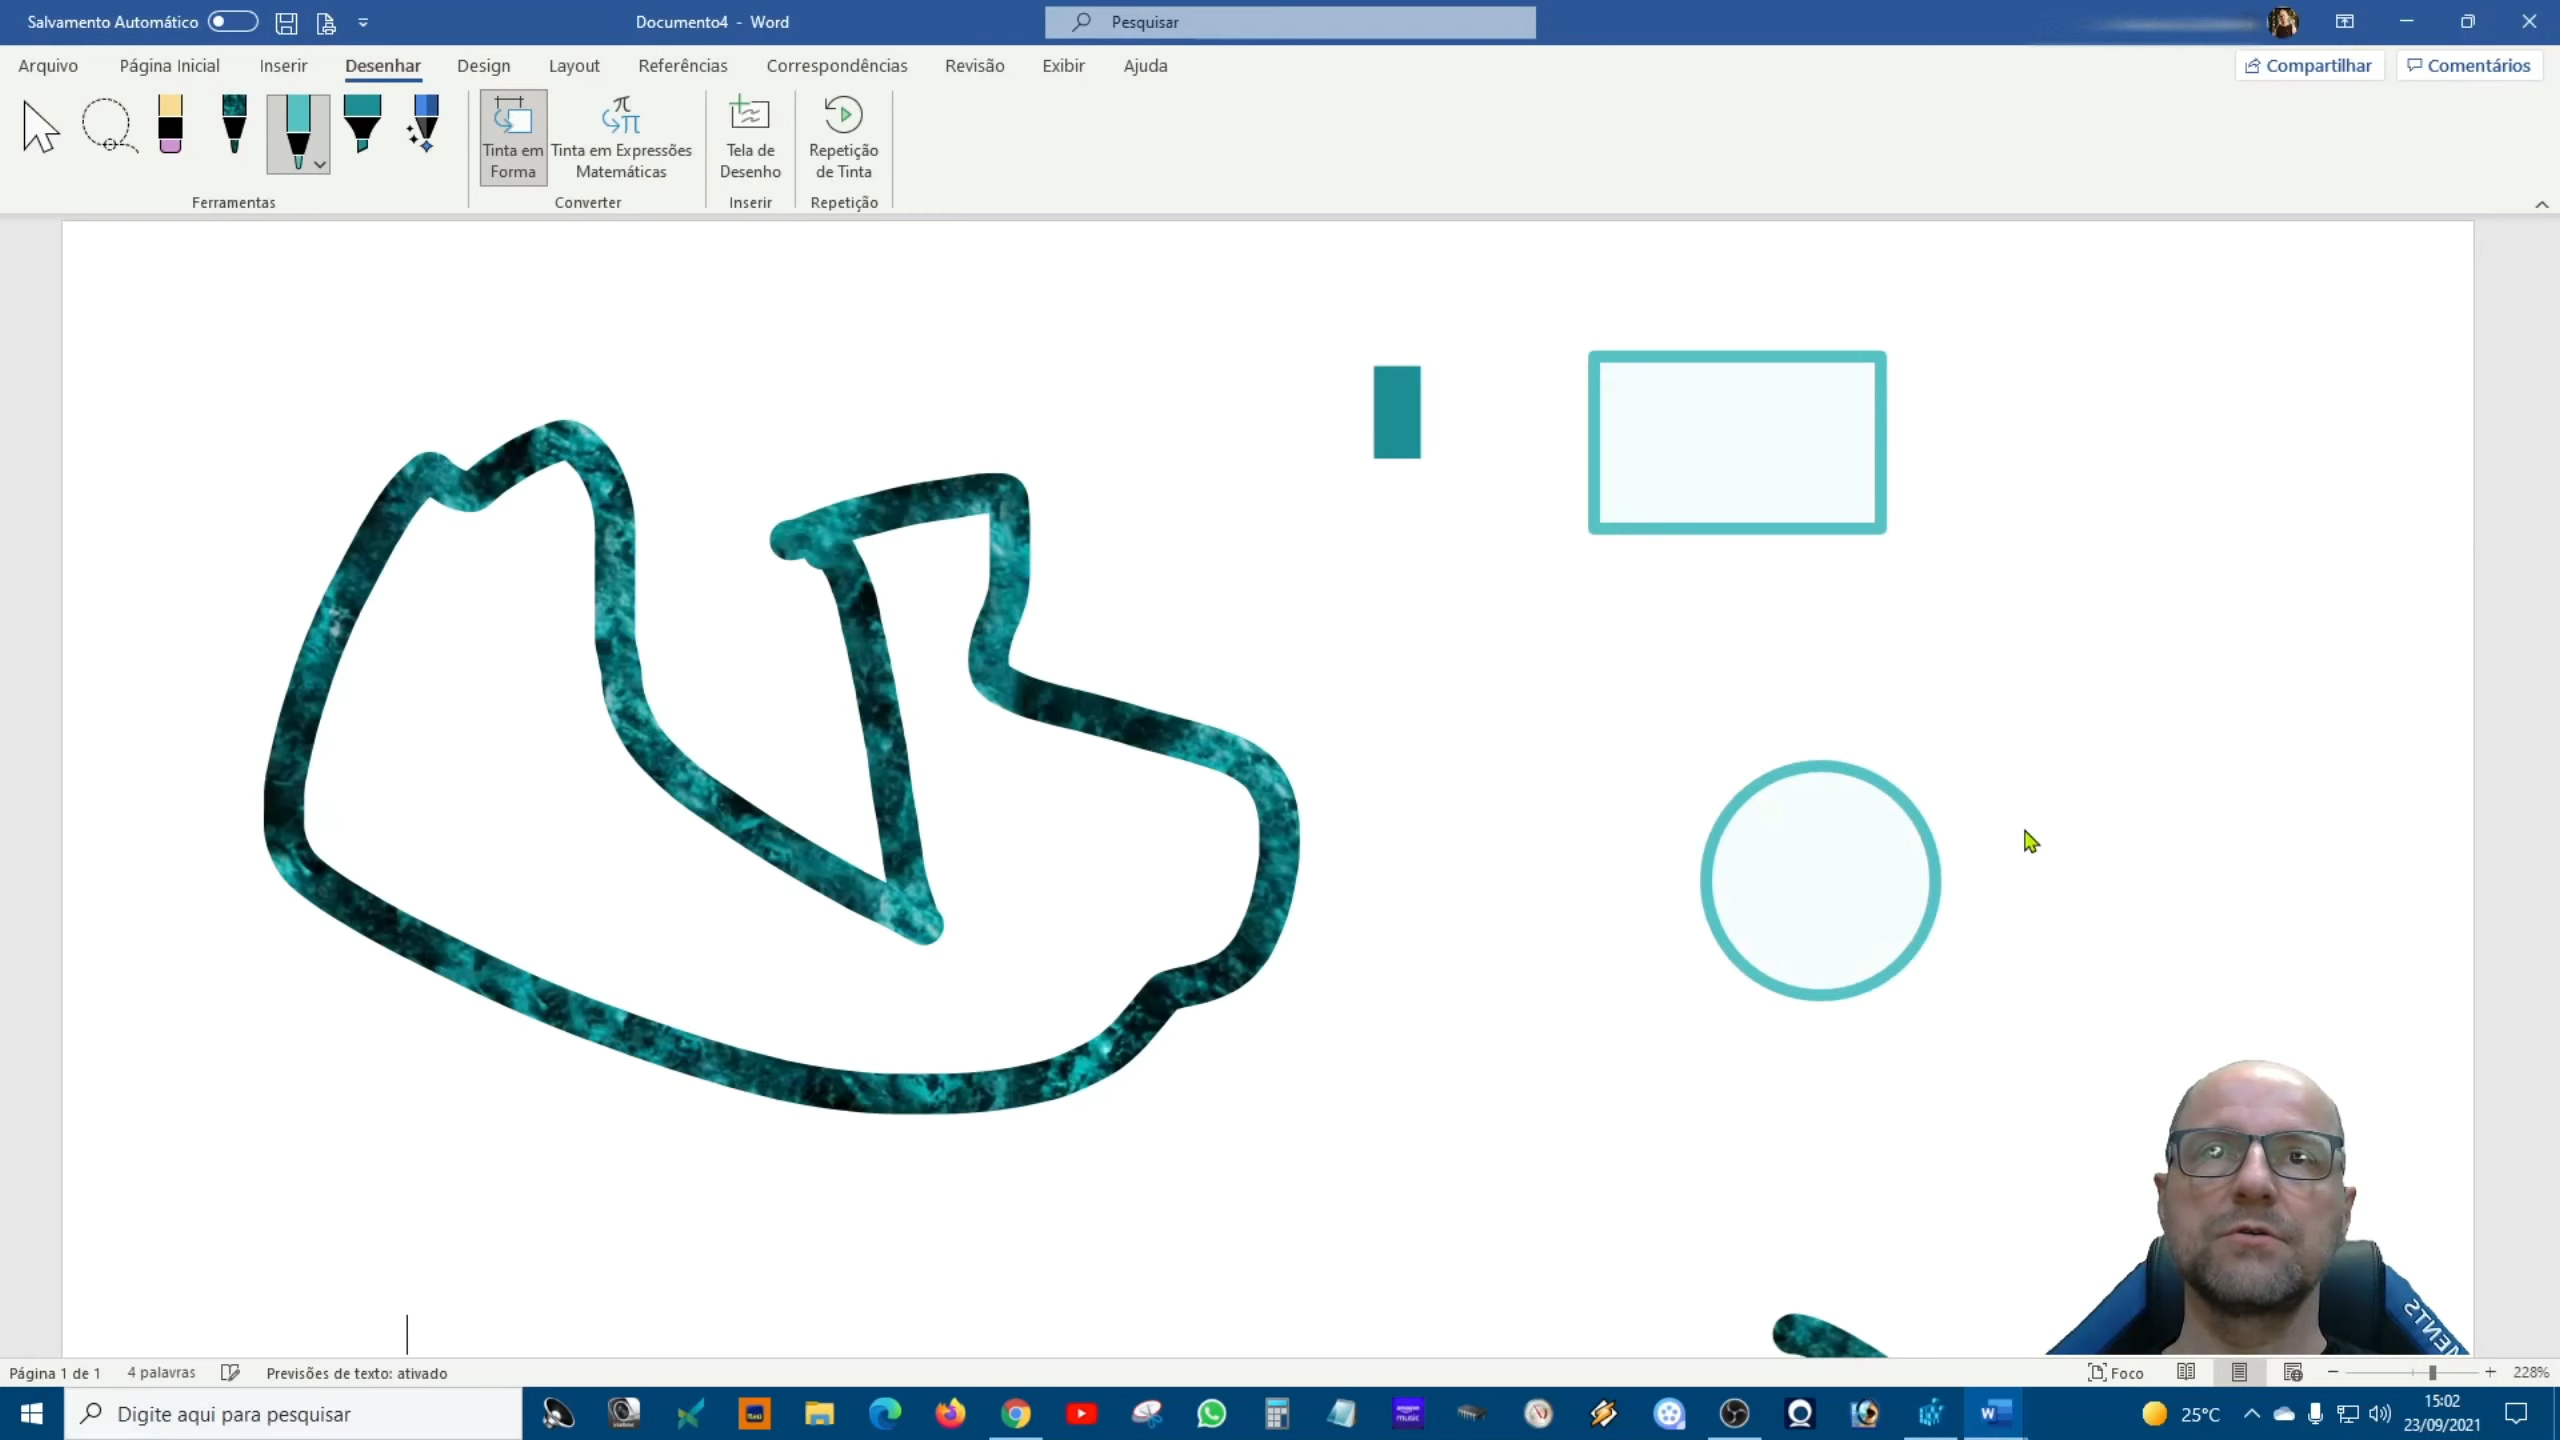 Salvamento Automático
Documento4 - Word
Pesquisar
Arquivo
Página Inicial
Inserir
Desenhar
Design
Layout
Referências
Correspondências
Revisão
Exibir
Ajuda
Compartilhar
Comentários
Tinta em
Forma
Tinta em Expressões
Matemáticas
Tela de
Desenho
Repetição
de Tinta
Ferramentas
Converter
Inserir
Repetição
Página 1 de 1
4 palavras
Previsões de texto: ativado
Foco
228%
Digite aqui para pesquisar
amazon
music
W
25°C
15:02
23/09/2021